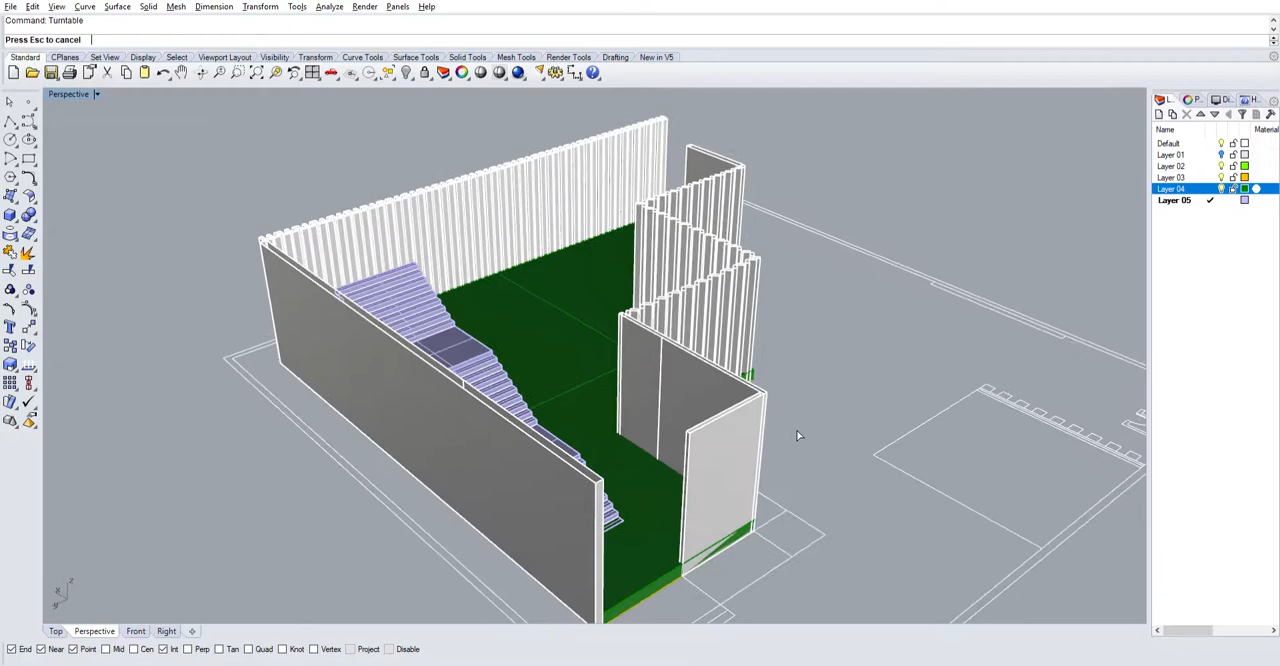 File Edit View Curve Surface Solid Mesh Dimension Transform Tools Analyze Render Panels Help
Command: Turntable
Press Esc to cancel
Standard CPlanes Set View Display Select Viewport Layout Visibility Transform Curve Tools Surface Tools Solid Tools Mesh Tools Render Tools Drafting New in V5
Perspective
L... P... Di... H...
Name Material
Default
Layer 01
Layer 02
Layer 03
Layer 04
Layer 05
z
x
y
Top Perspective Front Right
End Near Point Mid Cen Int Perp Tan Quad Knot Vertex Project Disable